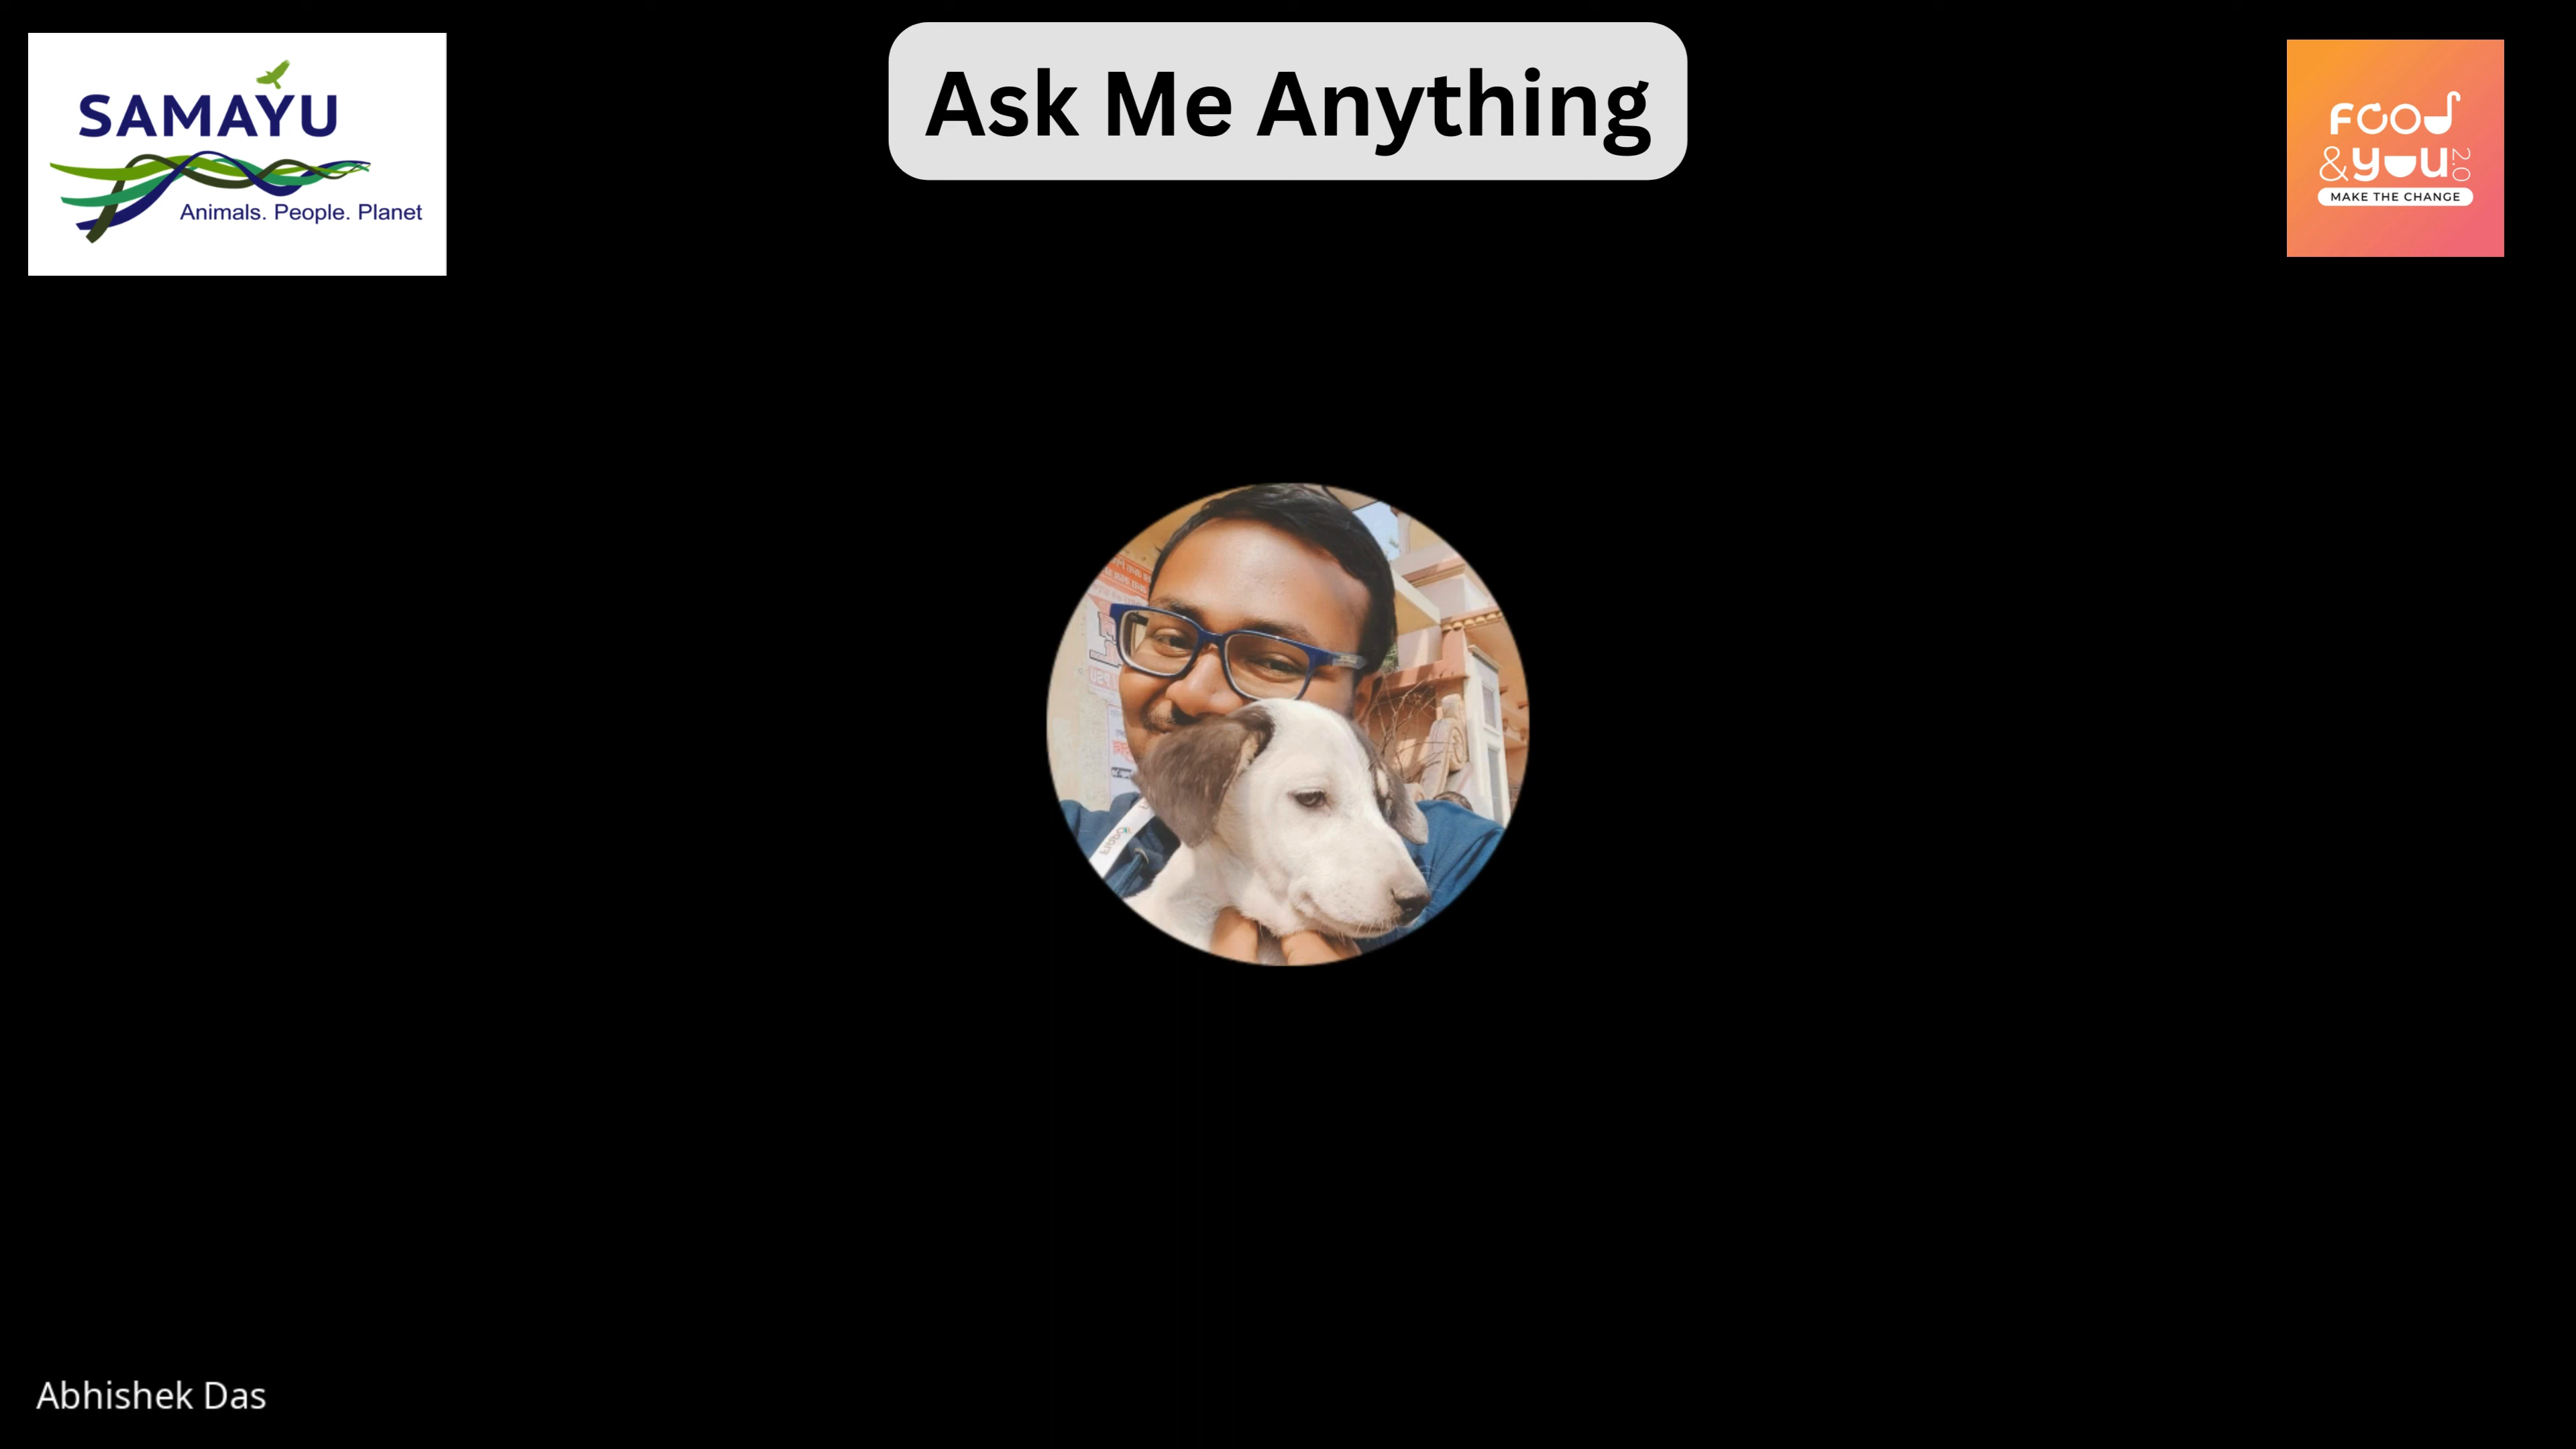 SAMAYU
Animals. People. Planet
Ask Me Anything
FOOD
&you 2.0
MAKE THE CHANGE
Abhishek Das